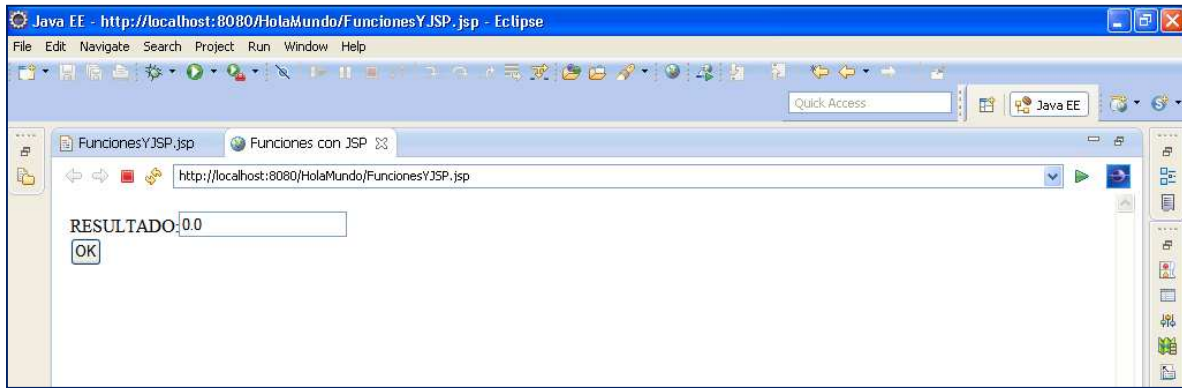 Java EE - http://localhost:8080/HolaMundo/FuncionesYJSP.jsp - Eclipse
File Edit Navigate Search Project Run Window Help
Quick Access
Java EE
FuncionesYJSP.jsp
Funciones con JSP
http://localhost:8080/HolaMundo/FuncionesYJSP.jsp
RESULTADO:0.0
OK